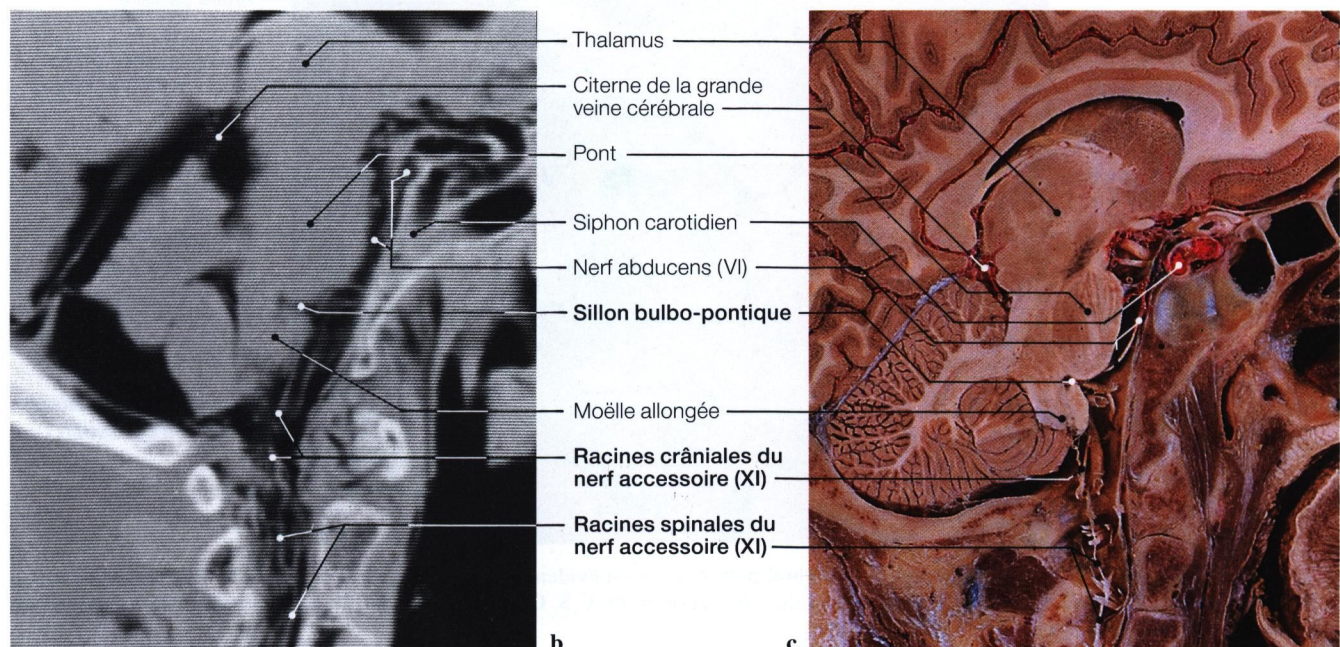 Thalamus
Citerne de la grande
veine cérébrale
Pont
Siphon carotidien
Nerf abducens (VI)
Sillon bulbo-pontique
Moëlle allongée
Racines crâniales du
nerf accessoire (XI)
Racines spinales du
nerf accessoire (XI)
b
c